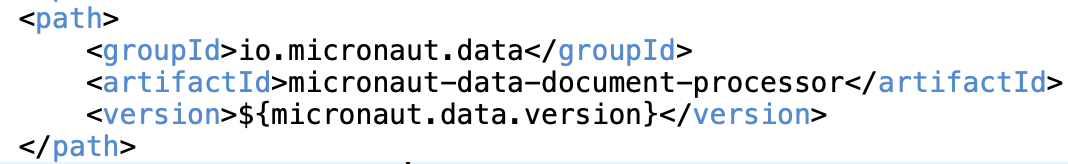 <path>
    <groupId>io.micronaut.data</groupId>
    <artifactId>micronaut-data-document-processor</artifactId>
    <version>${micronaut.data.version}</version>
</path>